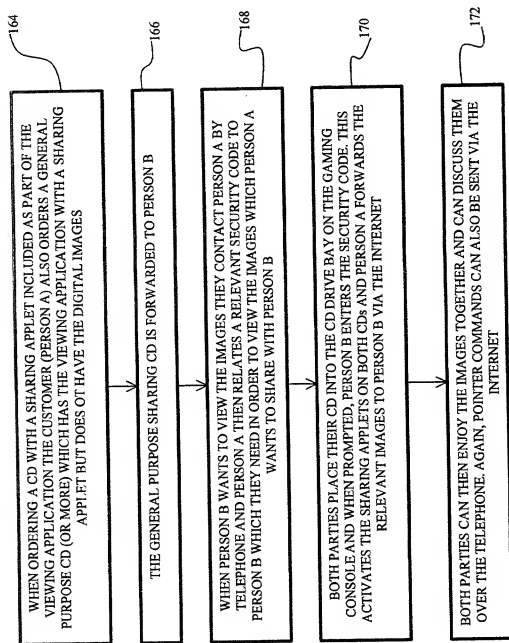 164
WHEN ORDERING A CD WITH A SHARING APPLET INCLUDED AS PART OF THE
VIEWING APPLICATION THE CUSTOMER (PERSON A) ALSO ORDERS A GENERAL
PURPOSE CD (OR MORE) WHICH HAS THE VIEWING APPLICATION WITH A SHARING
APPLET BUT DOES OT HAVE THE DIGITAL IMAGES
166
THE GENERAL PURPOSE SHARING CD IS FORWARDED TO PERSON B
168
WHEN PERSON B WANTS TO VIEW THE IMAGES THEY CONTACT PERSON A BY
TELEPHONE AND PERSON A THEN RELATES A RELEVANT SECURITY CODE TO
PERSON B WHICH THEY NEED IN ORDER TO VIEW THE IMAGES WHICH PERSON A
WANTS TO SHARE WITH PERSON B
170
BOTH PARTIES PLACE THEIR CD INTO THE CD DRIVE BAY ON THE GAMING
CONSOLE AND WHEN PROMPTED, PERSON B ENTERS THE SECURITY CODE. THIS
ACTIVATES THE SHARING APPLETS ON BOTH CDs AND PERSON A FORWARDS THE
RELEVANT IMAGES TO PERSON B VIA THE INTERNET
172
BOTH PARTIES CAN THEN ENJOY THE IMAGES TOGETHER AND CAN DISCUSS THEM
OVER THE TELEPHONE. AGAIN, POINTER COMMANDS CAN ALSO BE SENT VIA THE
INTERNET